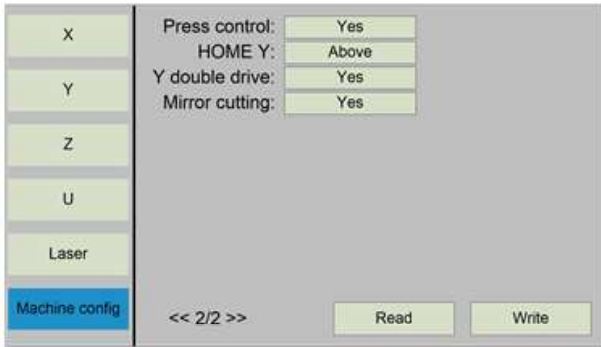 X
Y
Z
U
Laser
Machine config
Press control: Yes
HOME Y: Above
Y double drive: Yes
Mirror cutting: Yes
<< 2/2 >> Read Write